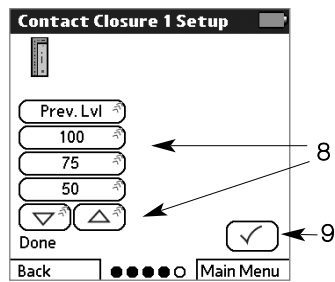 Contact Closure 1 Setup
Prev. Lvl
100
75
50
Done
Back
Main Menu
8
9